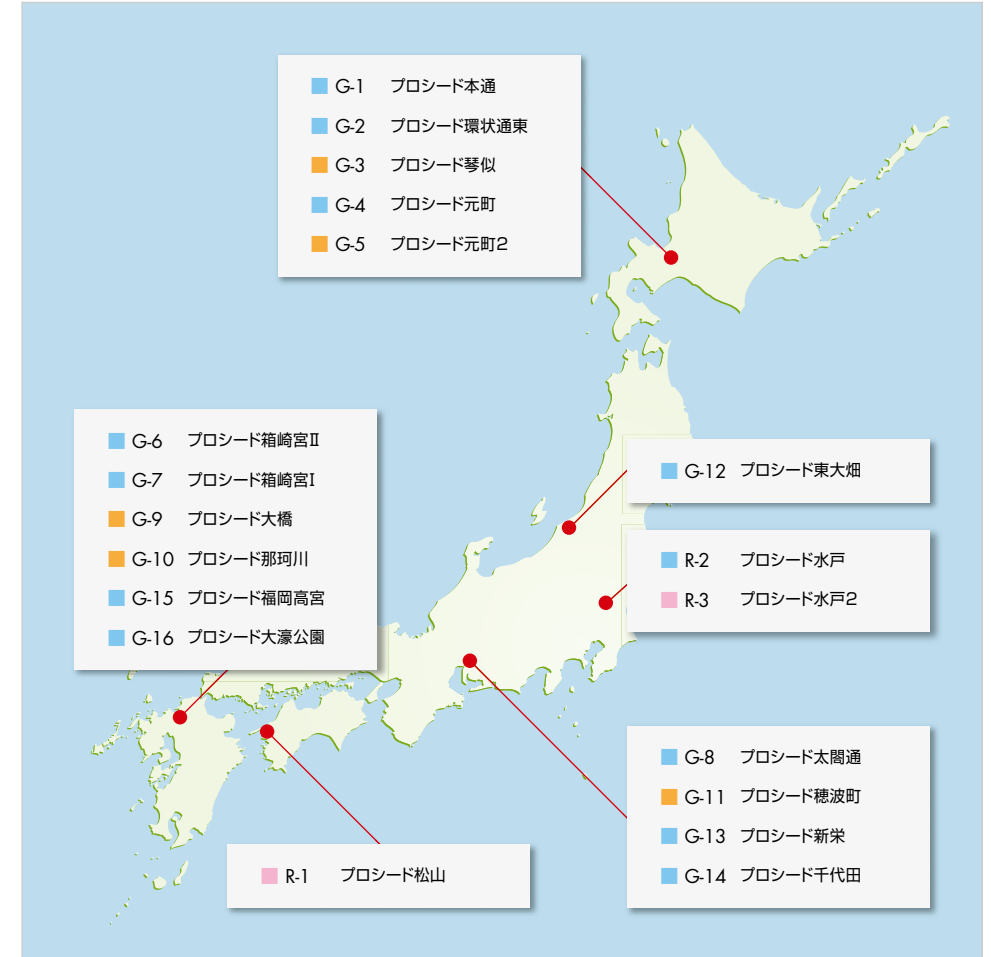 G-1 プロシード本通
G-2 プロシード環状通東
G-3 プロシード琴似
G-4 プロシード元町
G-5 プロシード元町2
G-6 プロシード箱崎宮Ⅱ
G-7 プロシード箱崎宮Ⅰ
G-9 プロシード大橋
G-10 プロシード那珂川
G-15 プロシード福岡高宮
G-16 プロシード大濠公園
G-12 プロシード東大畑
R-2 プロシード水戸
R-3 プロシード水戸2
G-8 プロシード太閤通
G-11 プロシード穂波町
G-13 プロシード新栄
G-14 プロシード千代田
R-1 プロシード松山